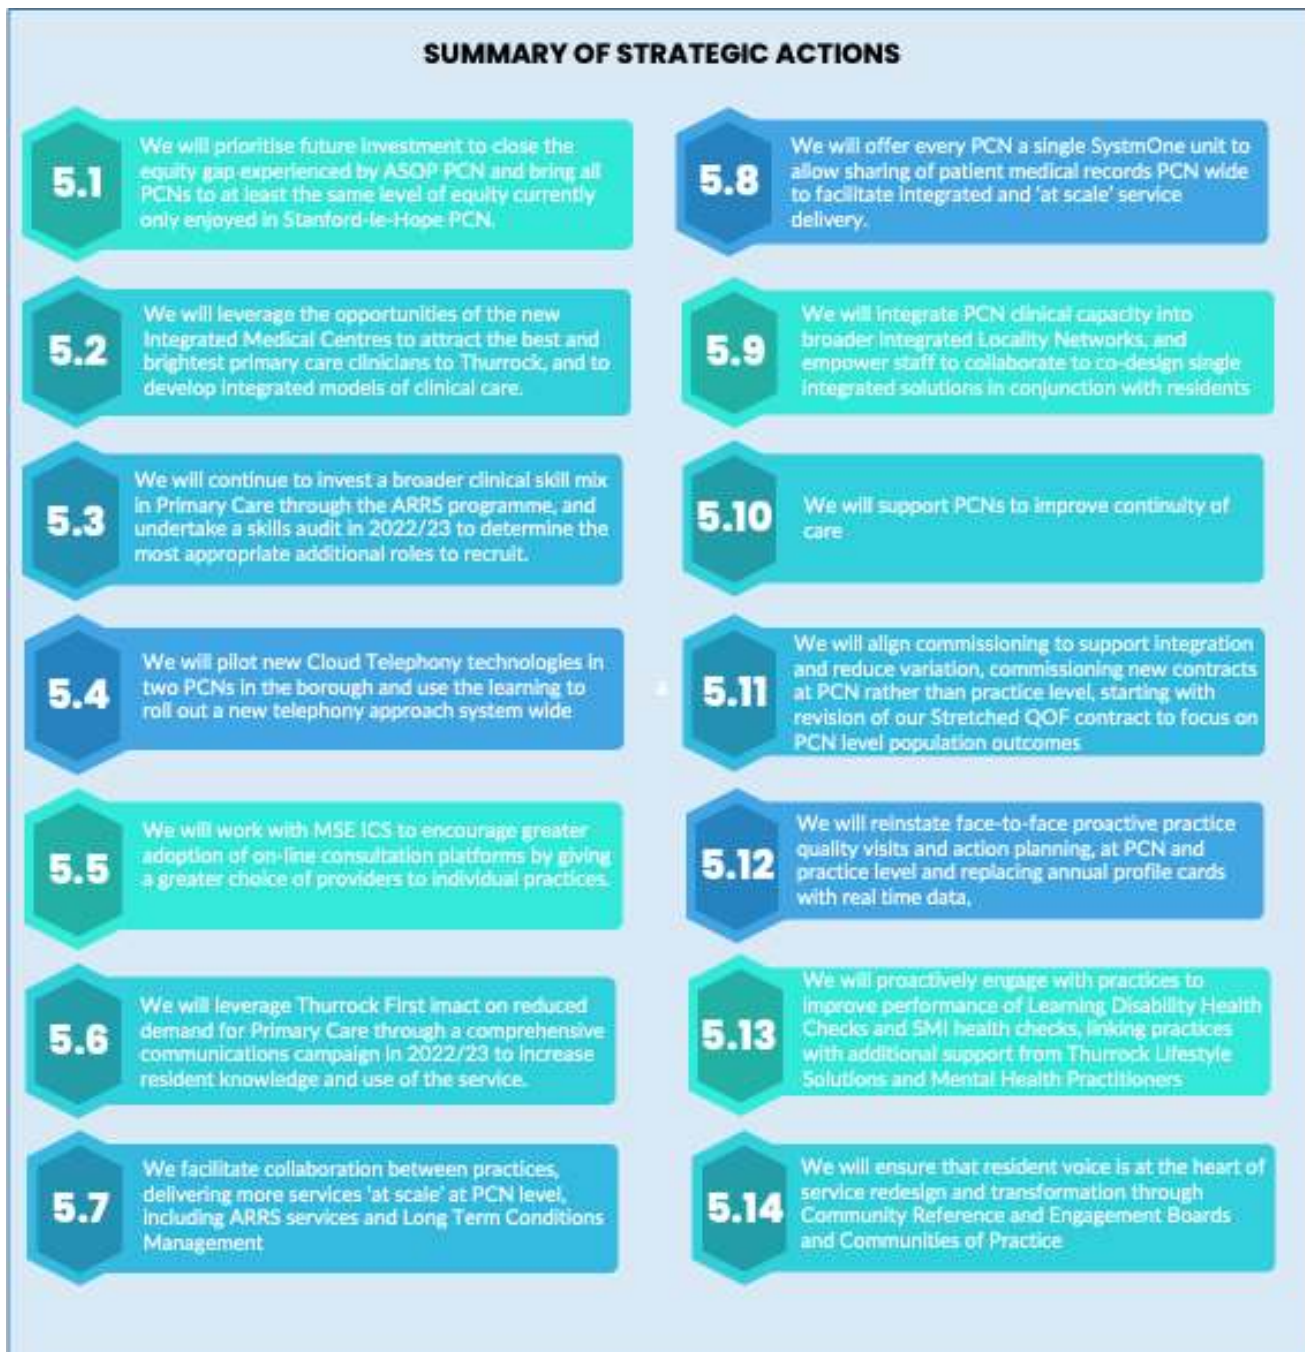 SUMMARY OF STRATEGIC ACTIONS
5.1
We will prioritise future investment to close the
equity gap experienced by ASOP PCN and bring all
PCNs to at least the same level of equity currently
only enjoyed in Stanford-le-Hope PCN.
5.2
We will leverage the opportunities of the new
Integrated Medical Centres to attract the best and
brightest primary care clinicians to Thurrock, and to
develop integrated models of clinical care.
5.3
We will continue to invest a broader clinical skill mix
in Primary Care through the ARRS programme, and
undertake a skills audit in 2022/23 to determine the
most appropriate additional roles to recruit.
5.4
We will pilot new Cloud Telephony technologies in
two PCNs in the borough and use the learning to
roll out a new telephony approach system wide
5.5
We will work with MSE ICS to encourage greater
adoption of on-line consultation platforms by giving
a greater choice of providers to individual practices.
5.6
We will leverage Thurrock First imact on reduced
demand for Primary Care through a comprehensive
communications campaign in 2022/23 to increase
resident knowledge and use of the service.
5.7
We facilitate collaboration between practices,
delivering more services 'at scale' at PCN level,
including ARRS services and Long Term Conditions
Management
5.8
We will offer every PCN a single SystmOne unit to
allow sharing of patient medical records PCN wide
to facilitate integrated and 'at scale' service
delivery.
5.9
We will integrate PCN clinical capacity into
broader Integrated Locality Networks, and
empower staff to collaborate to co-design single
integrated solutions in conjunction with residents
5.10
We will support PCNs to improve continuity of
care
5.11
We will align commissioning to support integration
and reduce variation, commissioning new contracts
at PCN rather than practice level, starting with
revision of our Stretched QOF contract to focus on
PCN level population outcomes
5.12
We will reinstate face-to-face proactive practice
quality visits and action planning, at PCN and
practice level and replacing annual profile cards
with real time data,
5.13
We will proactively engage with practices to
improve performance of Learning Disability Health
Checks and SMI health checks, linking practices
with additional support from Thurrock Lifestyle
Solutions and Mental Health Practitioners
5.14
We will ensure that resident voice is at the heart of
service redesign and transformation through
Community Reference and Engagement Boards
and Communities of Practice